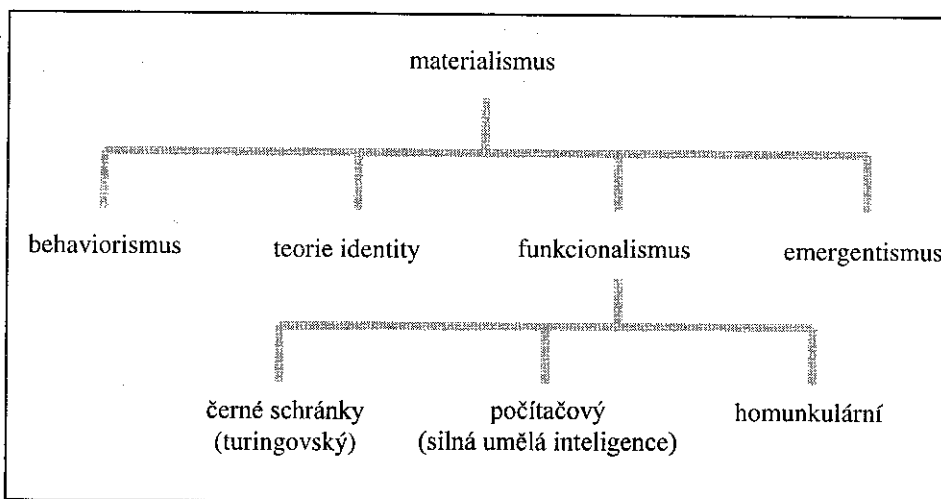 materialismus
behaviorismus teorie identity funkcionalismus emergentismus
černé schránky počítačový homunkulární
(turingovský) (silná umělá inteligence)